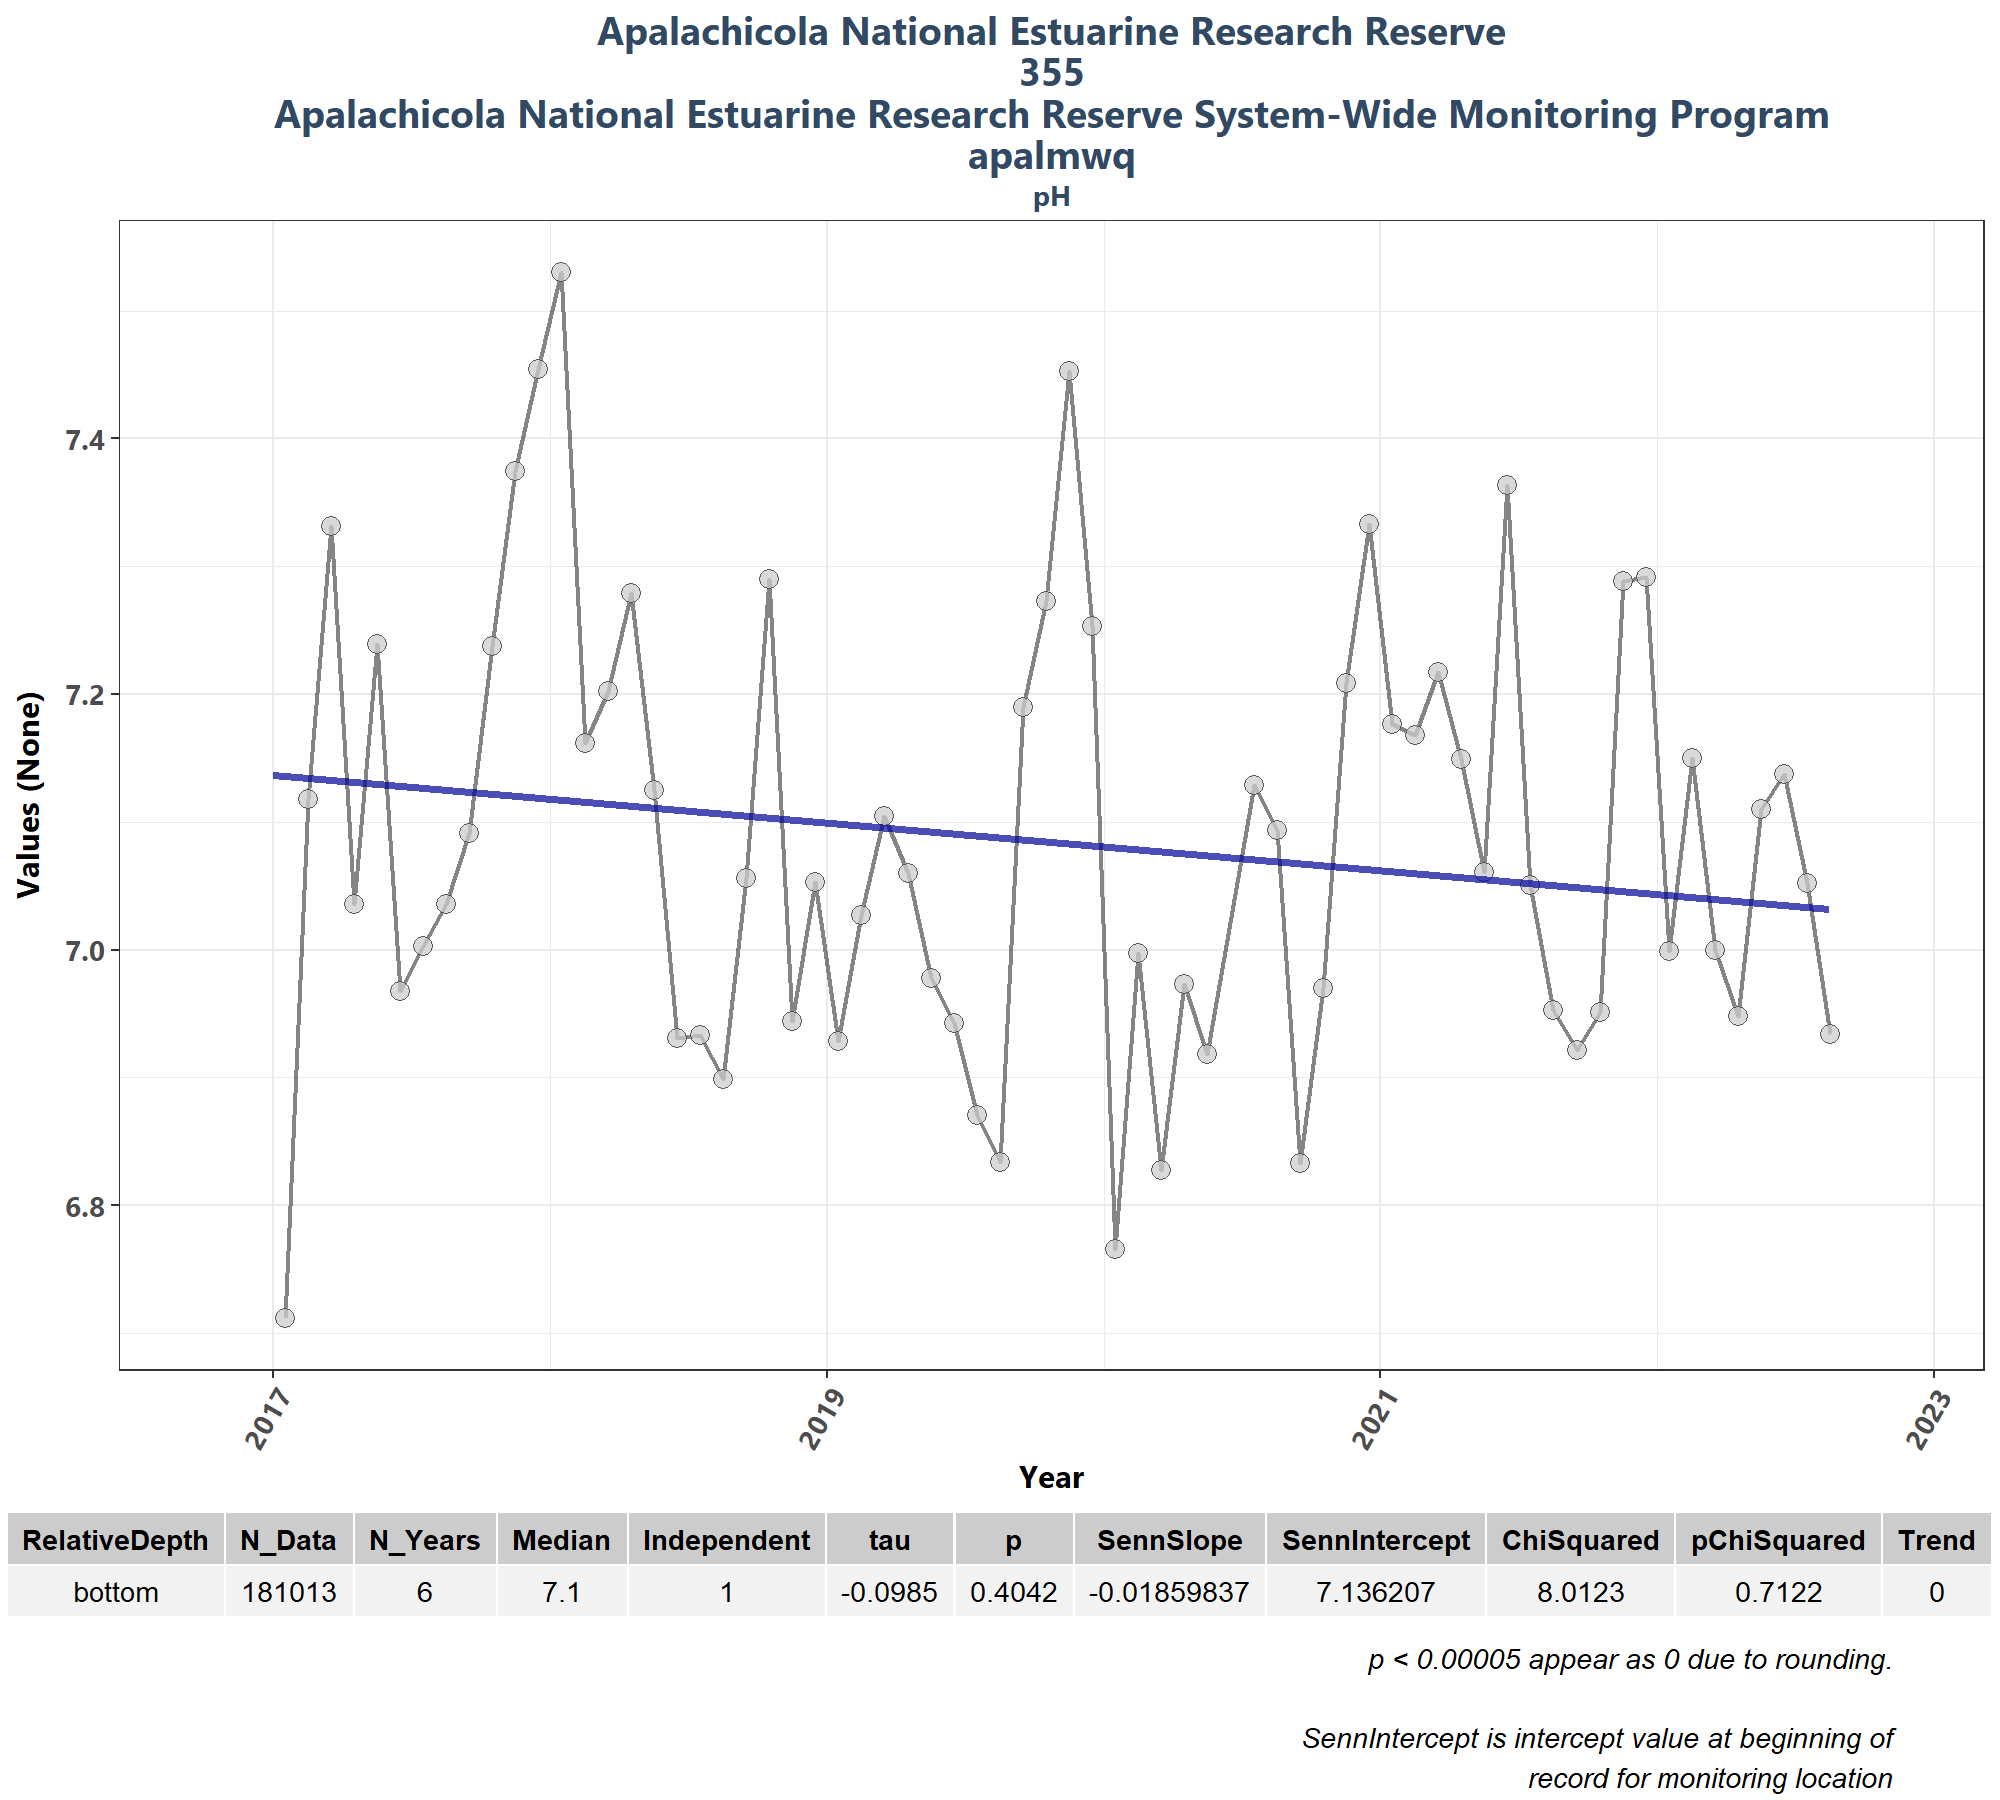 Apalachicola National Estuarine Research Reserve
355
Apalachicola National Estuarine Research Reserve System-Wide Monitoring Program
apalmwq
pH
Values (None)
7.4
7.2
7.0
6.8
2017 2019 2021 2023
Year
RelativeDepth N_Data N_Years Median Independent tau p SennSlope SennIntercept ChiSquared pChiSquared Trend
bottom 181013 6 7.1 1 -0.0985 0.4042 -0.01859837 7.136207 8.0123 0.7122 0
p < 0.00005 appear as 0 due to rounding.
SennIntercept is intercept value at beginning of
record for monitoring location